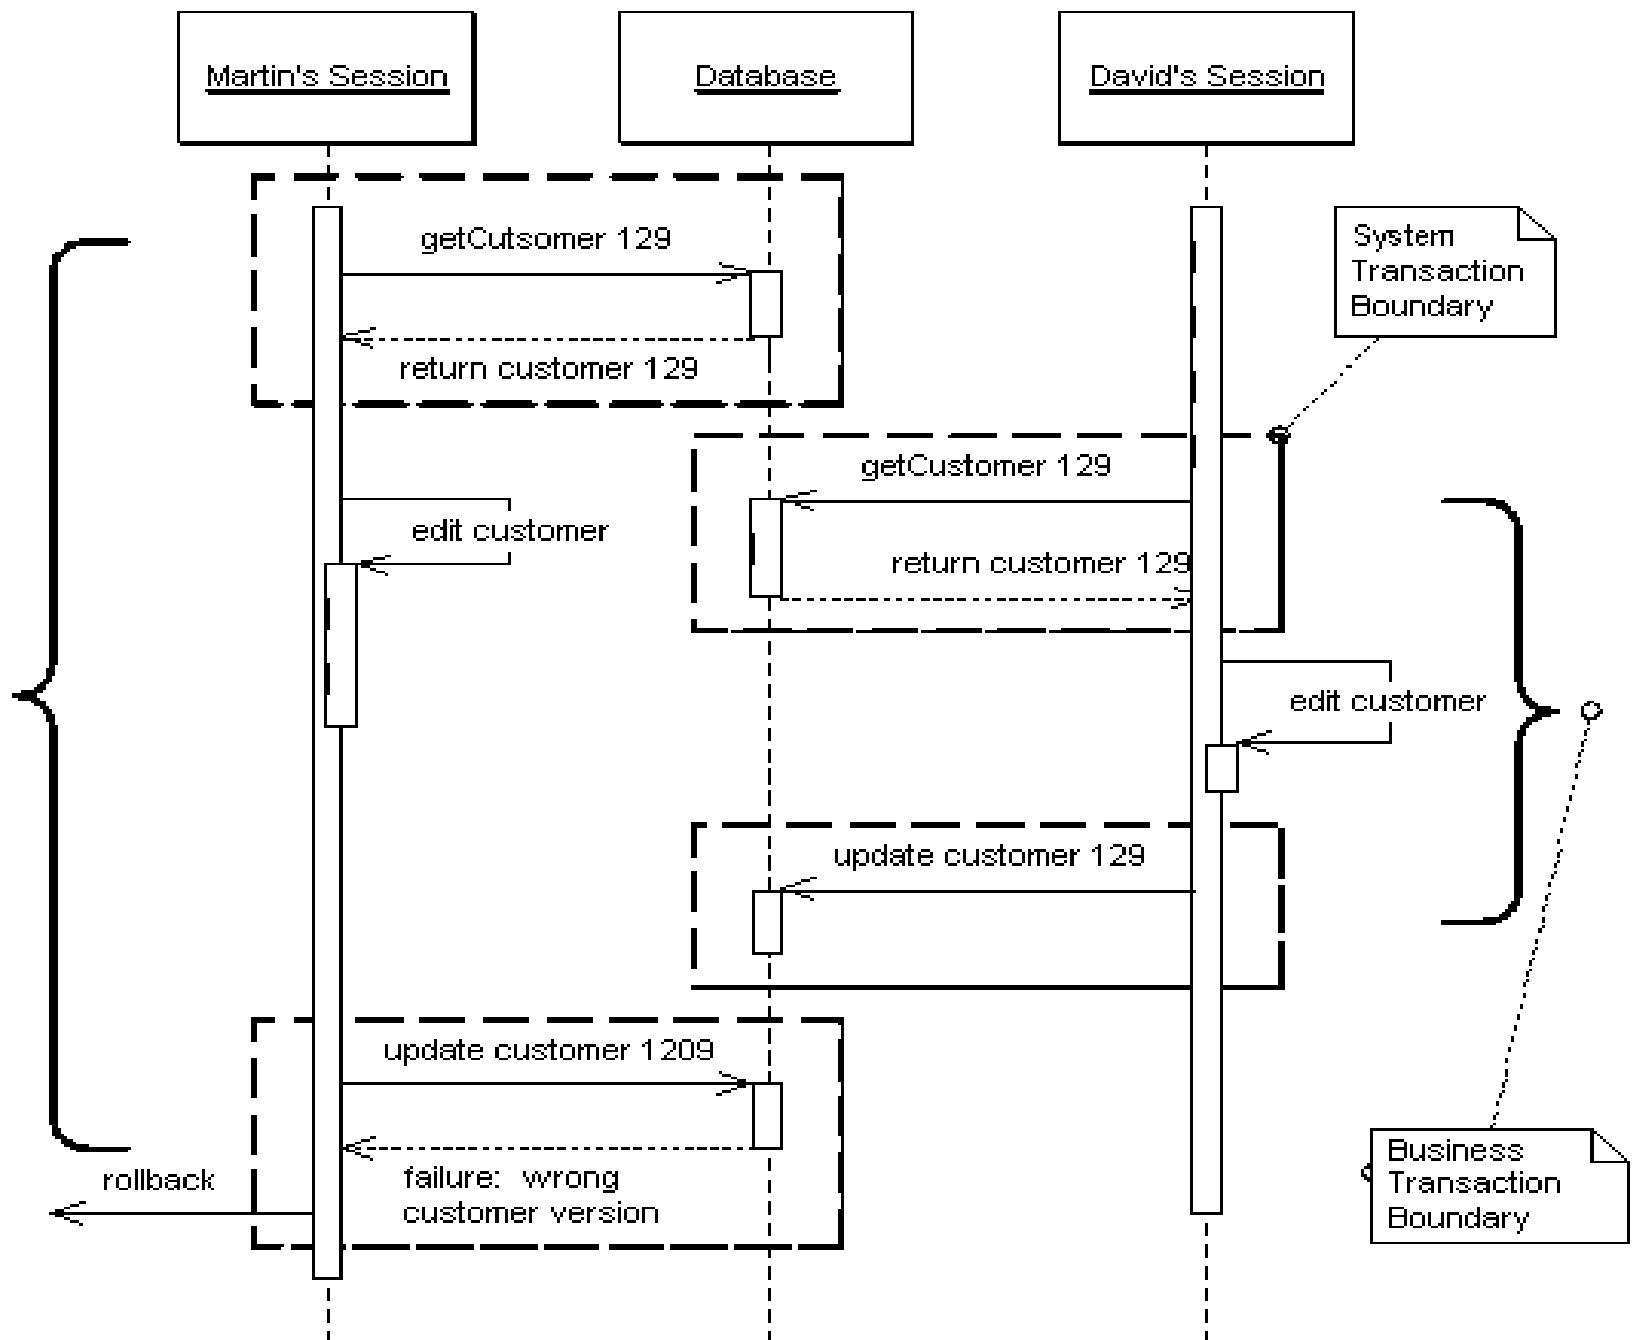 Martin's Session
Database
David's Session
getCutsomer 129
System
Transaction
Boundary
return customer 129
getCustomer 129
edit customer
return customer 129
edit customer
update customer 129
update customer 1209
Business
Transaction
Boundary
rollback
failure: wrong
customer version